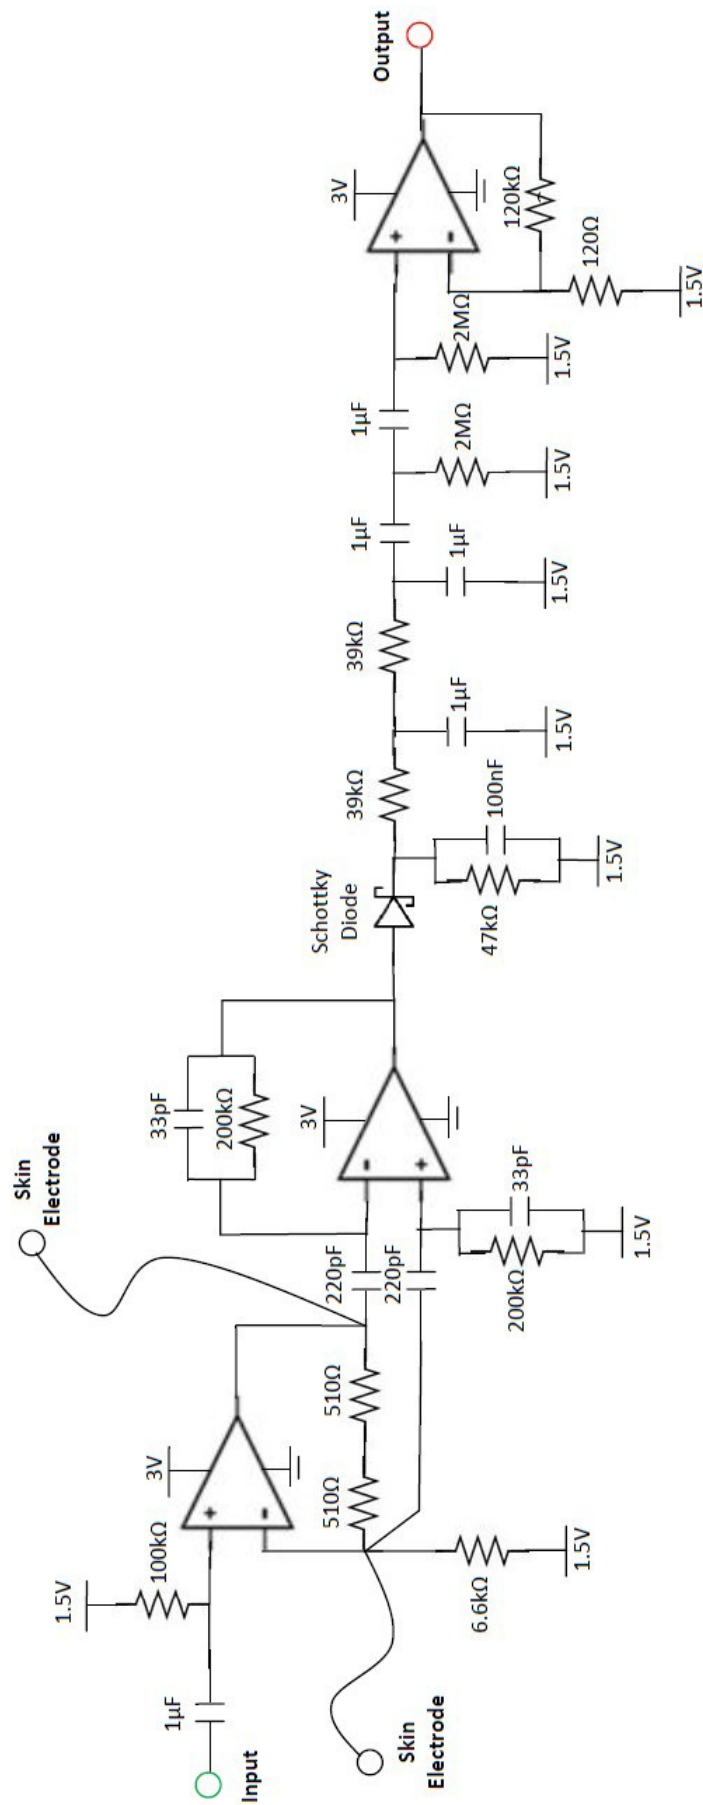 Input
1µF
1.5V
100kΩ
3V
Skin
Electrode
6.6kΩ
1.5V
510Ω
510Ω
Skin
Electrode
220pF
220pF
200kΩ
33pF
1.5V
33pF
200kΩ
3V
Schottky
Diode
47kΩ
100nF
1.5V
39kΩ
1µF
1.5V
39kΩ
1µF
1.5V
1µF
2MΩ
1.5V
1µF
2MΩ
1.5V
3V
120kΩ
120Ω
1.5V
Output